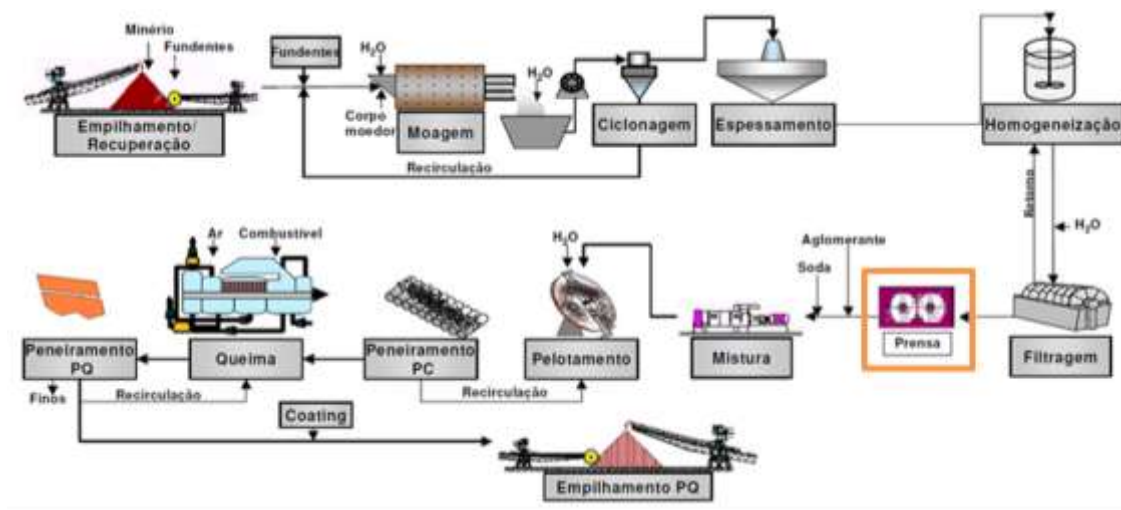 Minério
Fundentes
Empilhamento/
Recuperação
Fundentes
H₂O
Corpo
moedor
Moagem
H₂O
Ciclonagem
Espessamento
Homogeneização
Recirculação
Retorno
H₂O
Filtragem
Prensa
Aglomerante
Soda
Mistura
H₂O
Pelotamento
Peneiramento
PC
Recirculação
Ar
Combustível
Queima
Peneiramento
PQ
Recirculação
Finos
Coating
Empilhamento PQ